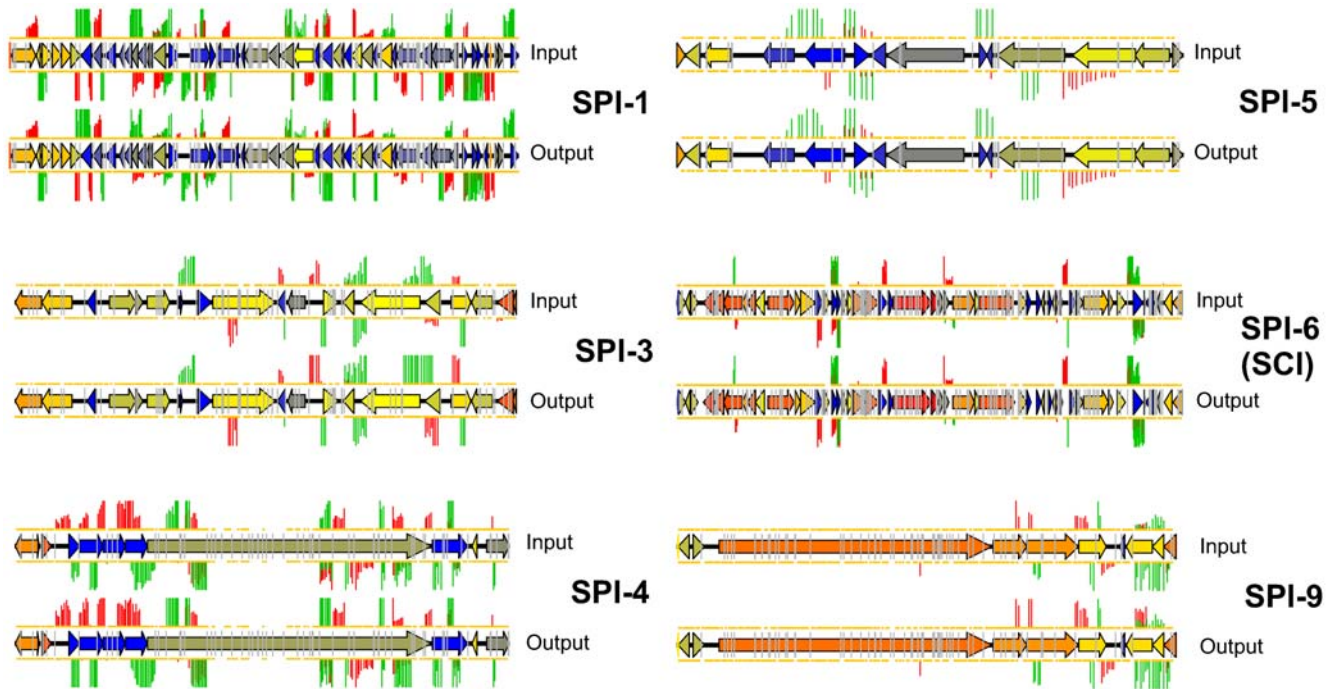 Input
SPI-1
Output
Input
SPI-5
Output
Input
SPI-3
Output
Input
SPI-6
(SCI)
Output
Input
SPI-4
Output
Input
SPI-9
Output